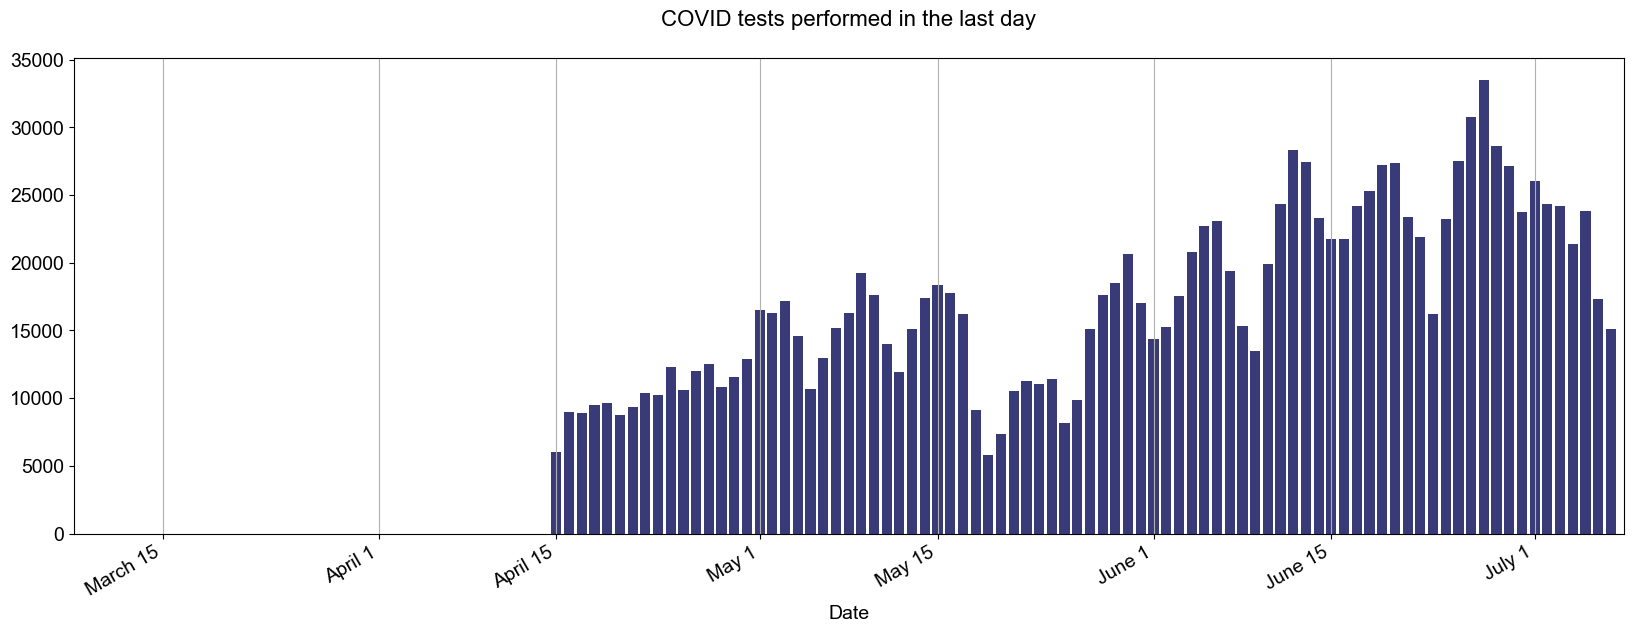 COVID tests performed in the last day
35000
30000
25000
20000
15000
10000
5000
0
March 15
April 1
April 15
May 1
May 15
June 1
June 15
July 1
Date